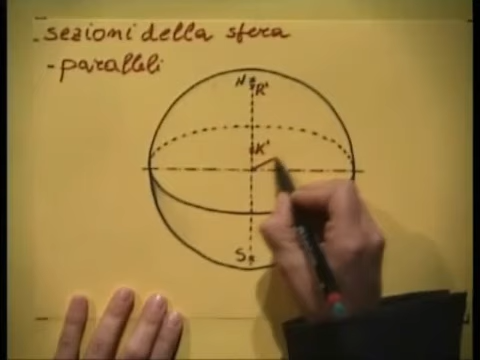 sezioni della sfera
- paralleli
N
R'
K'
S